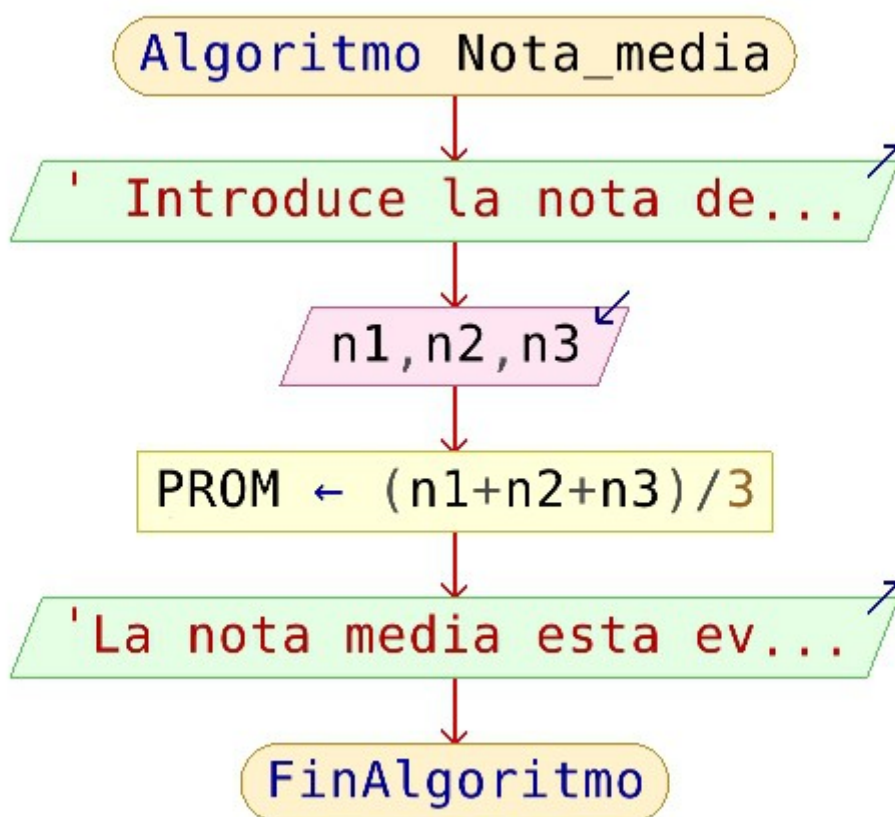 Algoritmo Nota_media
' Introduce la nota de...
n1,n2,n3
PROM ← (n1+n2+n3)/3
'La nota media esta ev...
FinAlgoritmo